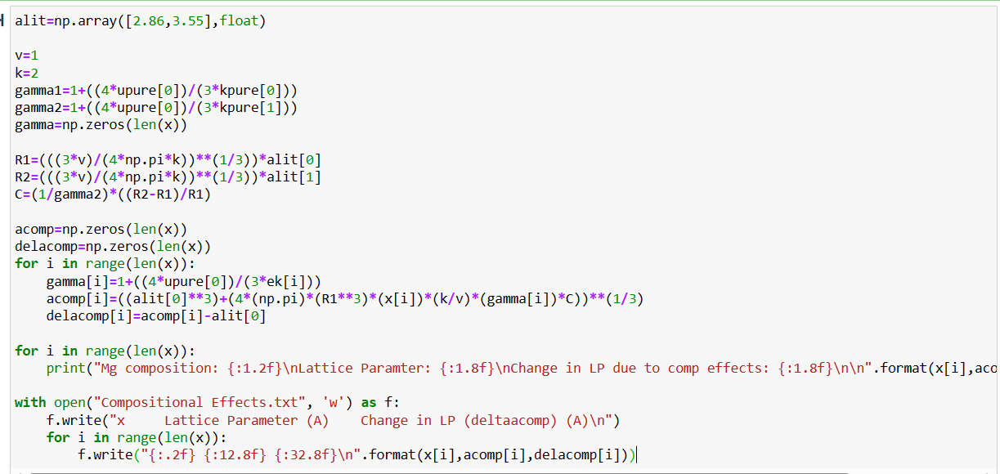 alit=np.array([2.86,3.55],float)
v=1
k=2
gamma1=1+((4*upure[0])/(3*kpure[0]))
gamma2=1+((4*upure[0])/(3*kpure[1]))
gamma=np.zeros(len(x))
R1=(((3*v)/(4*np.pi*k))**(1/3))*alit[0]
R2=(((3*v)/(4*np.pi*k))**(1/3))*alit[1]
C=(1/gamma2)*((R2-R1)/R1)
acomp=np.zeros(len(x))
delacomp=np.zeros(len(x))
for i in range(len(x)):
    gamma[i]=1+((4*upure[0])/(3*ek[i]))
    acomp[i]=((alit[0]**3)+(4*(np.pi)*(R1**3)*(x[i])*(k/v)*(gamma[i])*C))**(1/3)
    delacomp[i]=acomp[i]-alit[0]
for i in range(len(x)):
    print("Mg composition: {:1.2f}\nLattice Paramter: {:1.8f}\nChange in LP due to comp effects: {:1.8f}\n\n".format(x[i],aco
with open("Compositional Effects.txt", 'w') as f:
    f.write("x     Lattice Parameter (A)    Change in LP (deltaacomp) (A)\n")
    for i in range(len(x)):
        f.write("{:.2f} {:12.8f} {:32.8f}\n".format(x[i],acomp[i],delacomp[i]))